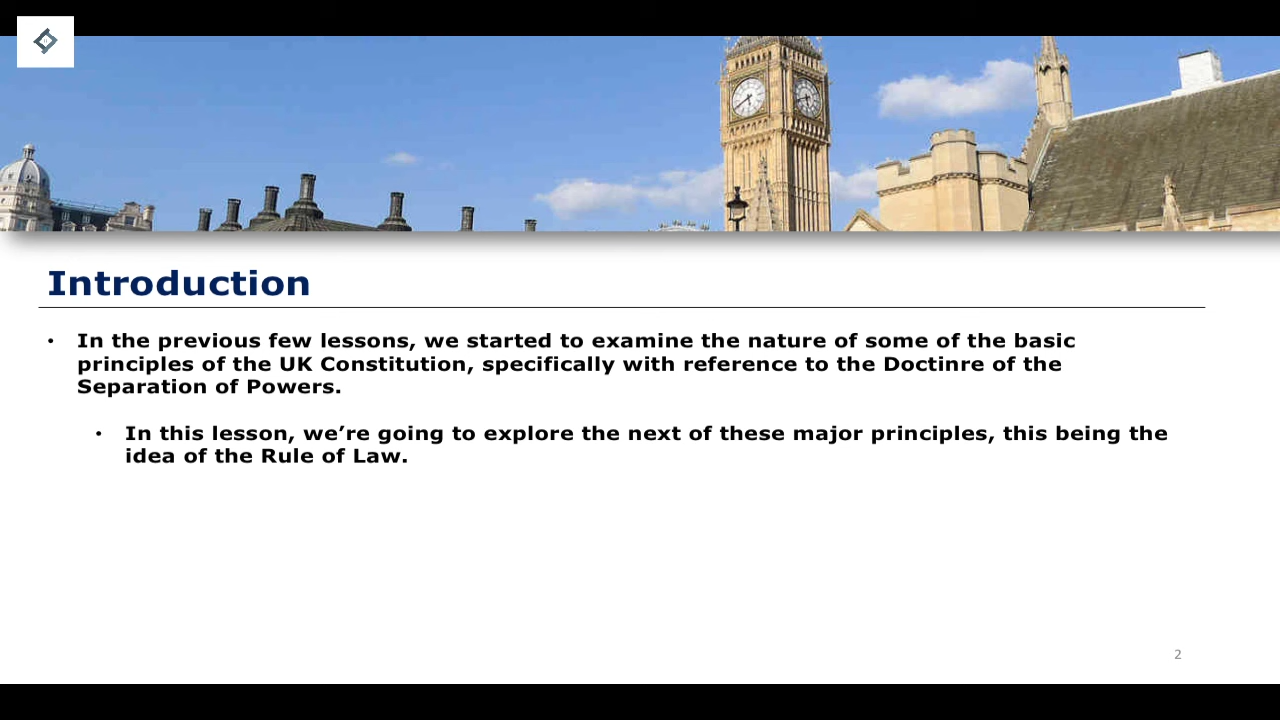 Introduction
• In the previous few lessons, we started to examine the nature of some of the basic
principles of the UK Constitution, specifically with reference to the Doctinre of the
Separation of Powers.
• In this lesson, we’re going to explore the next of these major principles, this being the
idea of the Rule of Law.
2